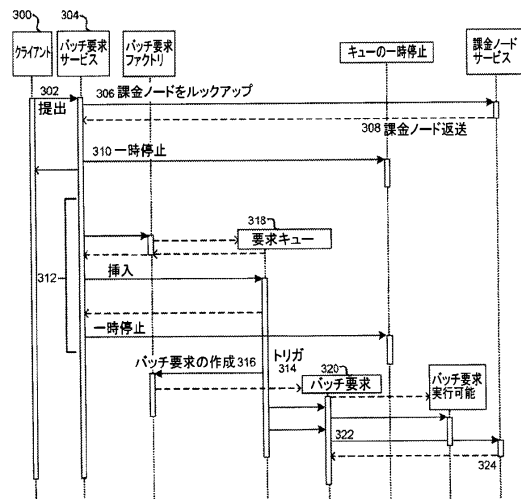 300
304
クライアント
バッチ要求
サービス
バッチ要求
ファクトリ
キューの一時停止
課金ノード
サービス
302
提出
306 課金ノードをルックアップ
308 課金ノード返送
310 一時停止
312
318
要求キュー
挿入
一時停止
トリガ
314
バッチ要求の作成 316
320
バッチ要求
バッチ要求
実行可能
322
324